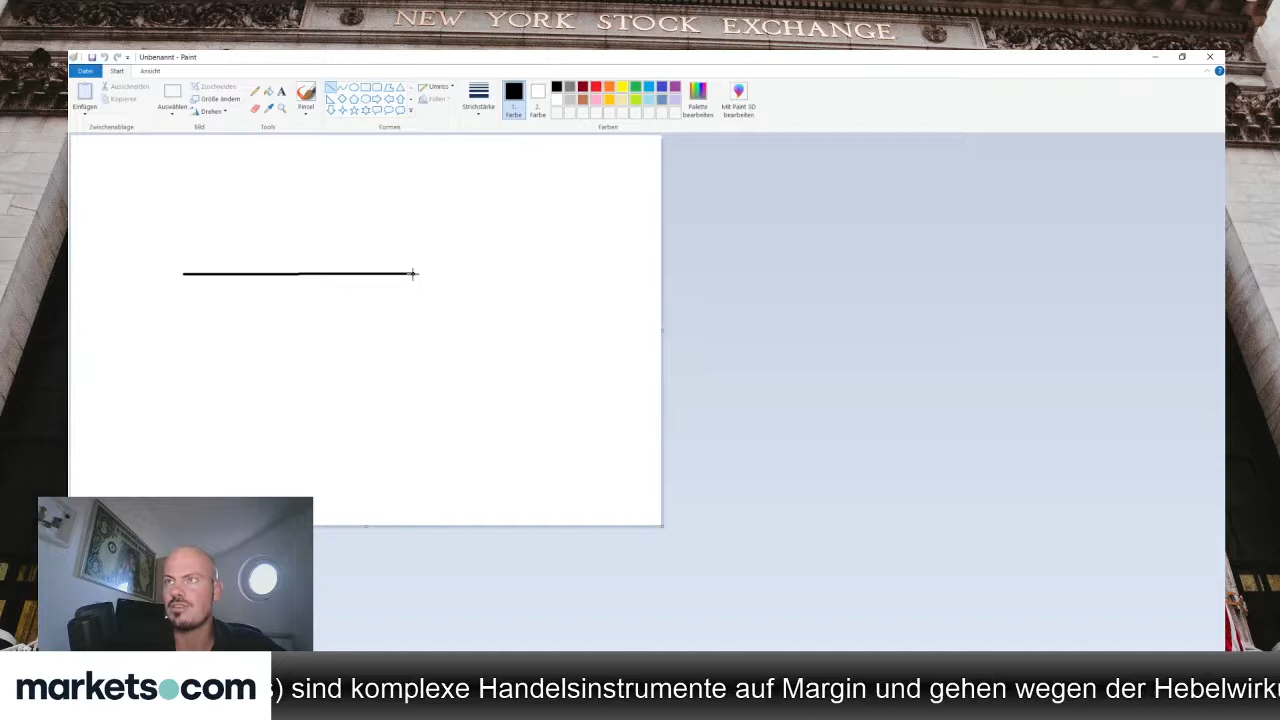 NEW YORK STOCK EXCHANGE
Unbenannt - Paint
Datei Start Ansicht
Einfügen
Ausschneiden
Kopieren
Zwischenablage
Auswählen
Zuschneiden
Größe ändern
Drehen
Bild
Tools
Pinsel
Umriss
Füllen
Formen
Strichstärke
1. Farbe
2. Farbe
Farben
Palette bearbeiten
Mit Paint 3D bearbeiten
markets.com
) sind komplexe Handelsinstrumente auf Margin und gehen wegen der Hebelwirk